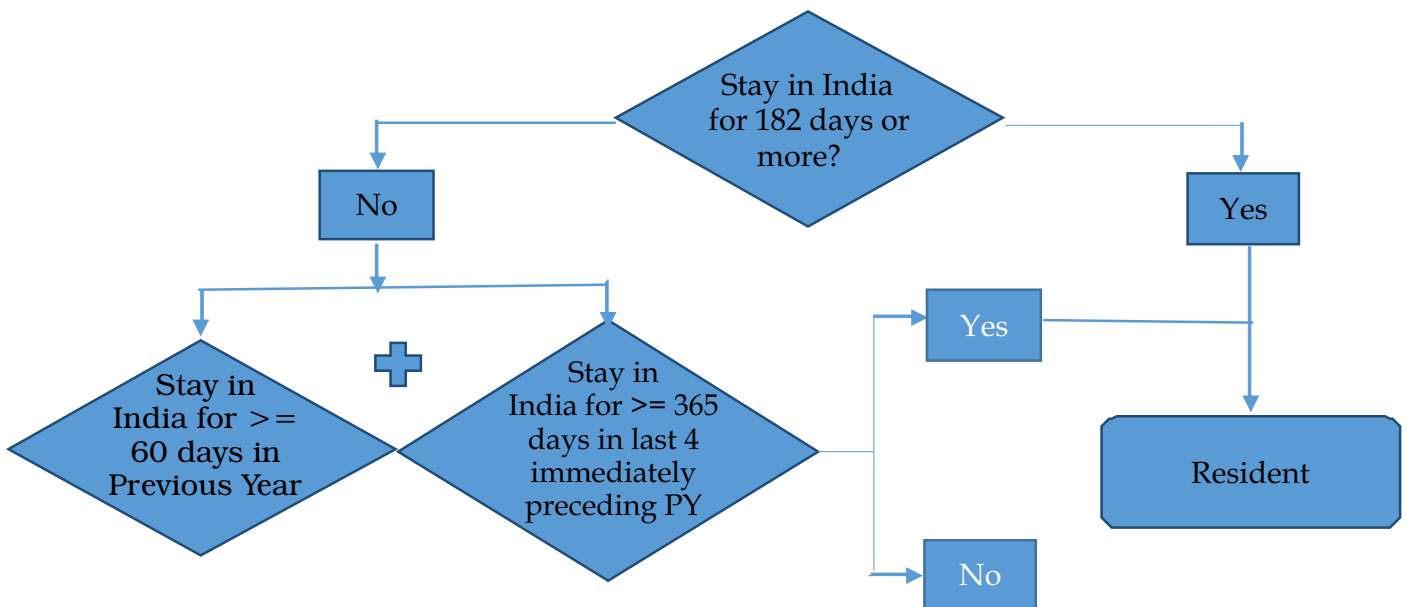 Stay in India
for 182 days or
more?
No
Yes
Stay in
India for >=
60 days in
Previous Year
Stay in
India for >= 365
days in last 4
immediately
preceding PY
Yes
Resident
No